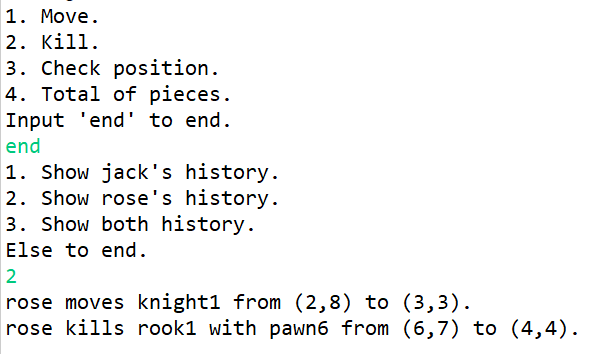 1. Move.
2. Kill.
3. Check position.
4. Total of pieces.
Input 'end' to end.
end
1. Show jack's history.
2. Show rose's history.
3. Show both history.
Else to end.
2
rose moves knight1 from (2,8) to (3,3).
rose kills rook1 with pawn6 from (6,7) to (4,4).